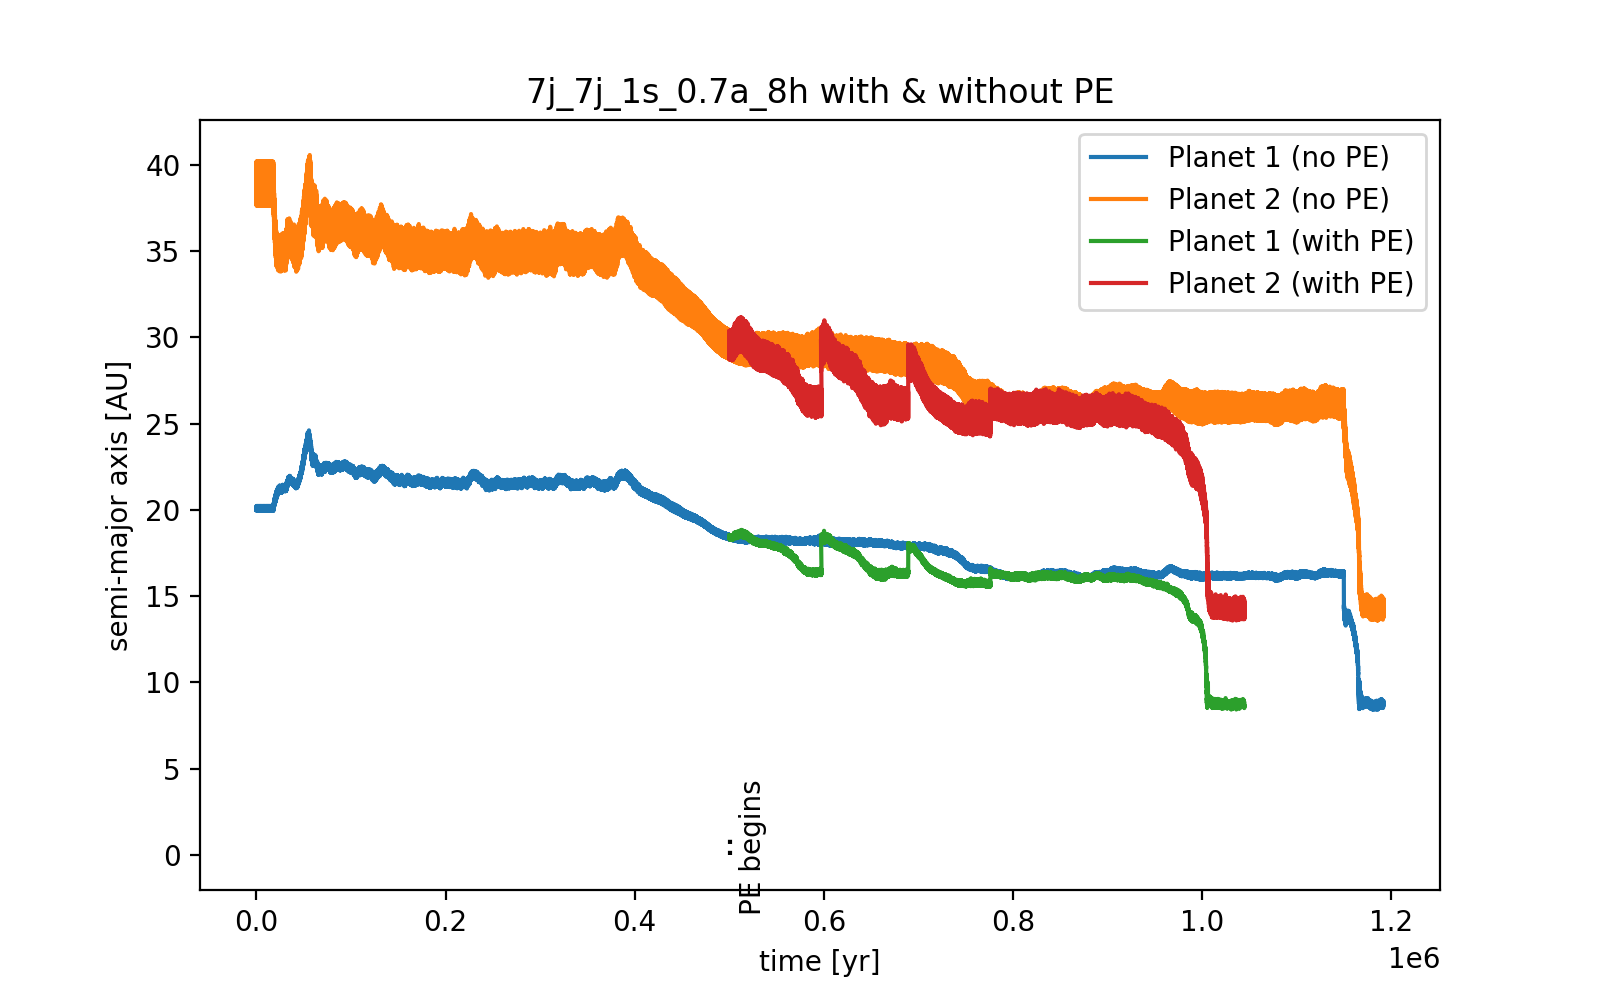 7j_7j_1s_0.7a_8h with & without PE
Planet 1 (no PE)
Planet 2 (no PE)
Planet 1 (with PE)
Planet 2 (with PE)
semi-major axis [AU]
40
35
30
25
20
15
10
5
0
PE begins
0.0
0.2
0.4
0.6
0.8
1.0
1.2
time [yr]
1e6